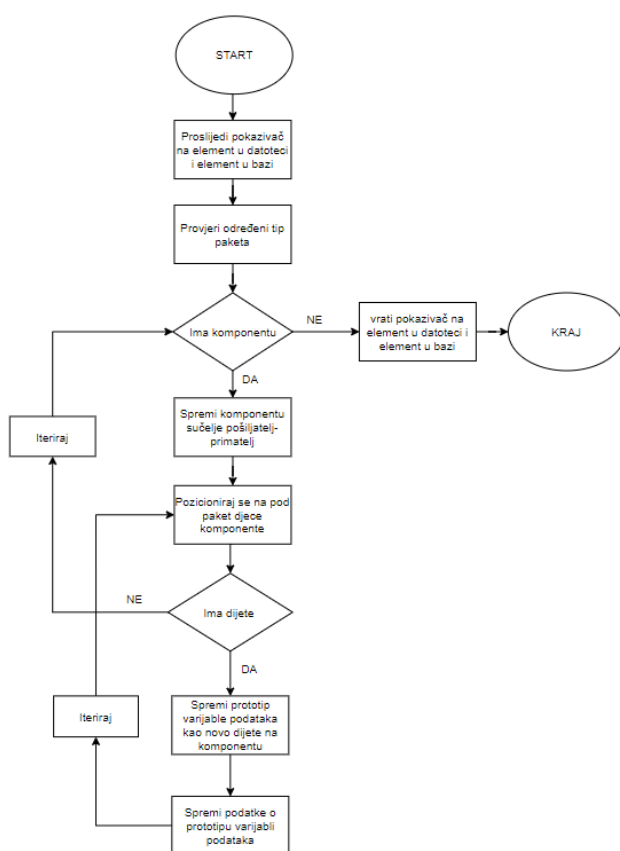 START
Proslijedi pokazivač
na element u datoteci
i element u bazi
Provjeri određeni tip
paketa
Ima komponentu
NE
vrati pokazivač na
element u datoteci i
element u bazi
KRAJ
DA
Spremi komponentu
sučelje pošiljatelj-
primatelj
Iteriraj
Pozicioniraj se na pod
paket djece
komponente
NE
Ima dijete
DA
Spremi prototip
varijable podataka
kao novo dijete na
komponentu
Iteriraj
Spremi podatke o
prototipu varijabli
podataka